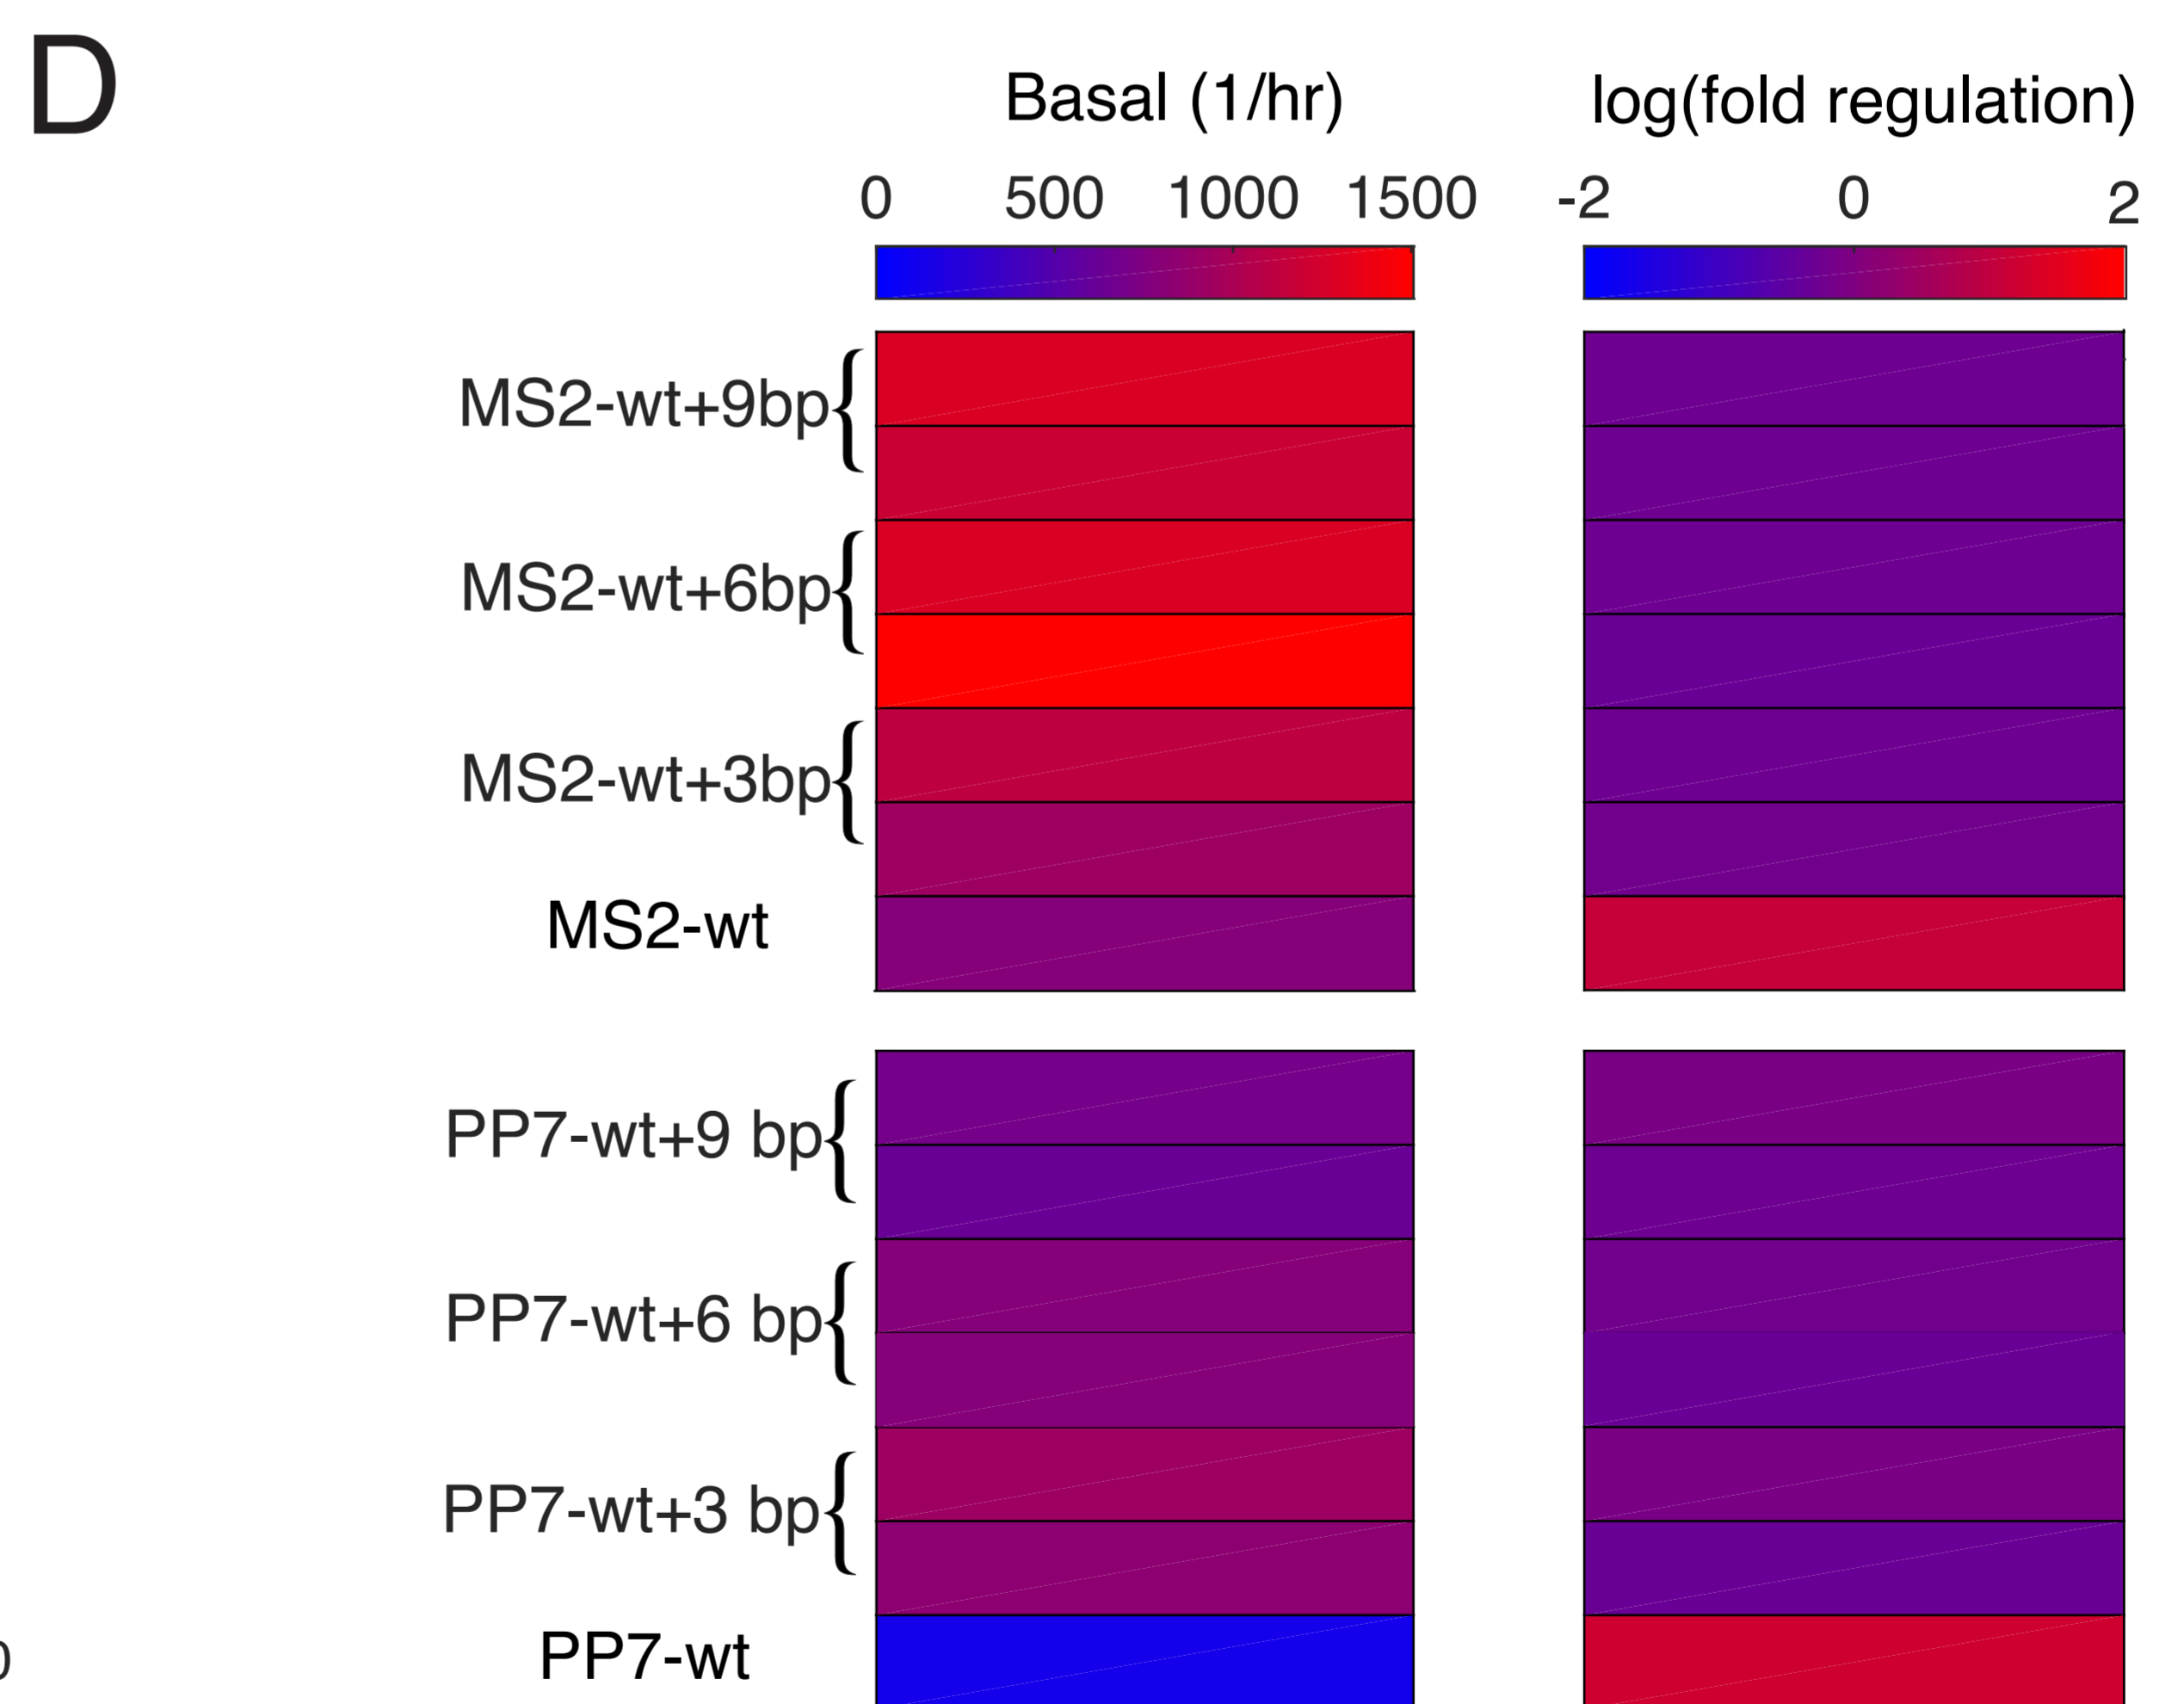 D
Basal (1/hr)
log(fold regulation)
0 500 1000 1500
-2 0 2
MS2-wt+9bp
MS2-wt+6bp
MS2-wt+3bp
MS2-wt
PP7-wt+9 bp
PP7-wt+6 bp
PP7-wt+3 bp
PP7-wt